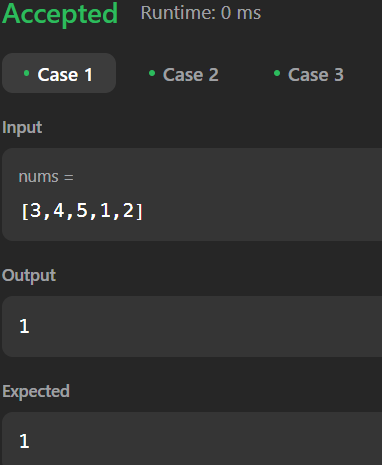 Accepted Runtime: 0 ms
• Case 1 • Case 2 • Case 3
Input
nums =
[3,4,5,1,2]
Output
1
Expected
1